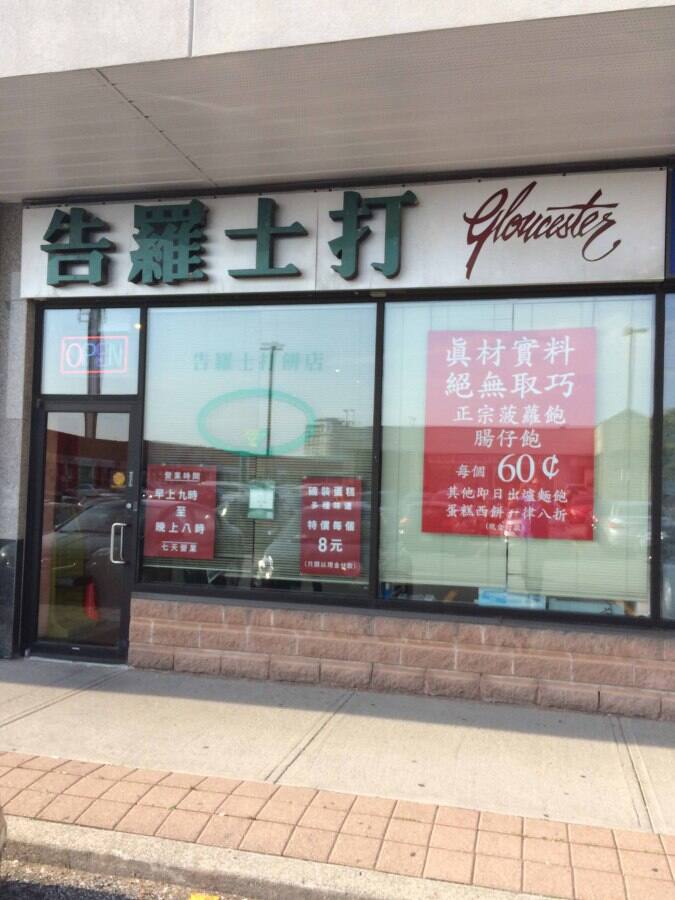 告羅士打
Gloucester
OPEN
告羅士打餅店
營業時間
早上九時
至
晚上八時
七天營業
特價每個
8元
眞材實料
絕無取巧
正宗菠蘿飽
腸仔飽
每個 60¢
其他即日出爐麵飽
蛋糕西餅一律八折